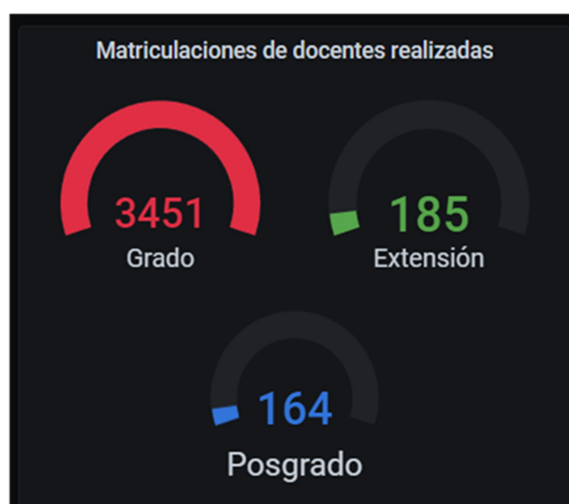 Matriculaciones de docentes realizadas
3451
185
Grado
Extensión
164
Posgrado